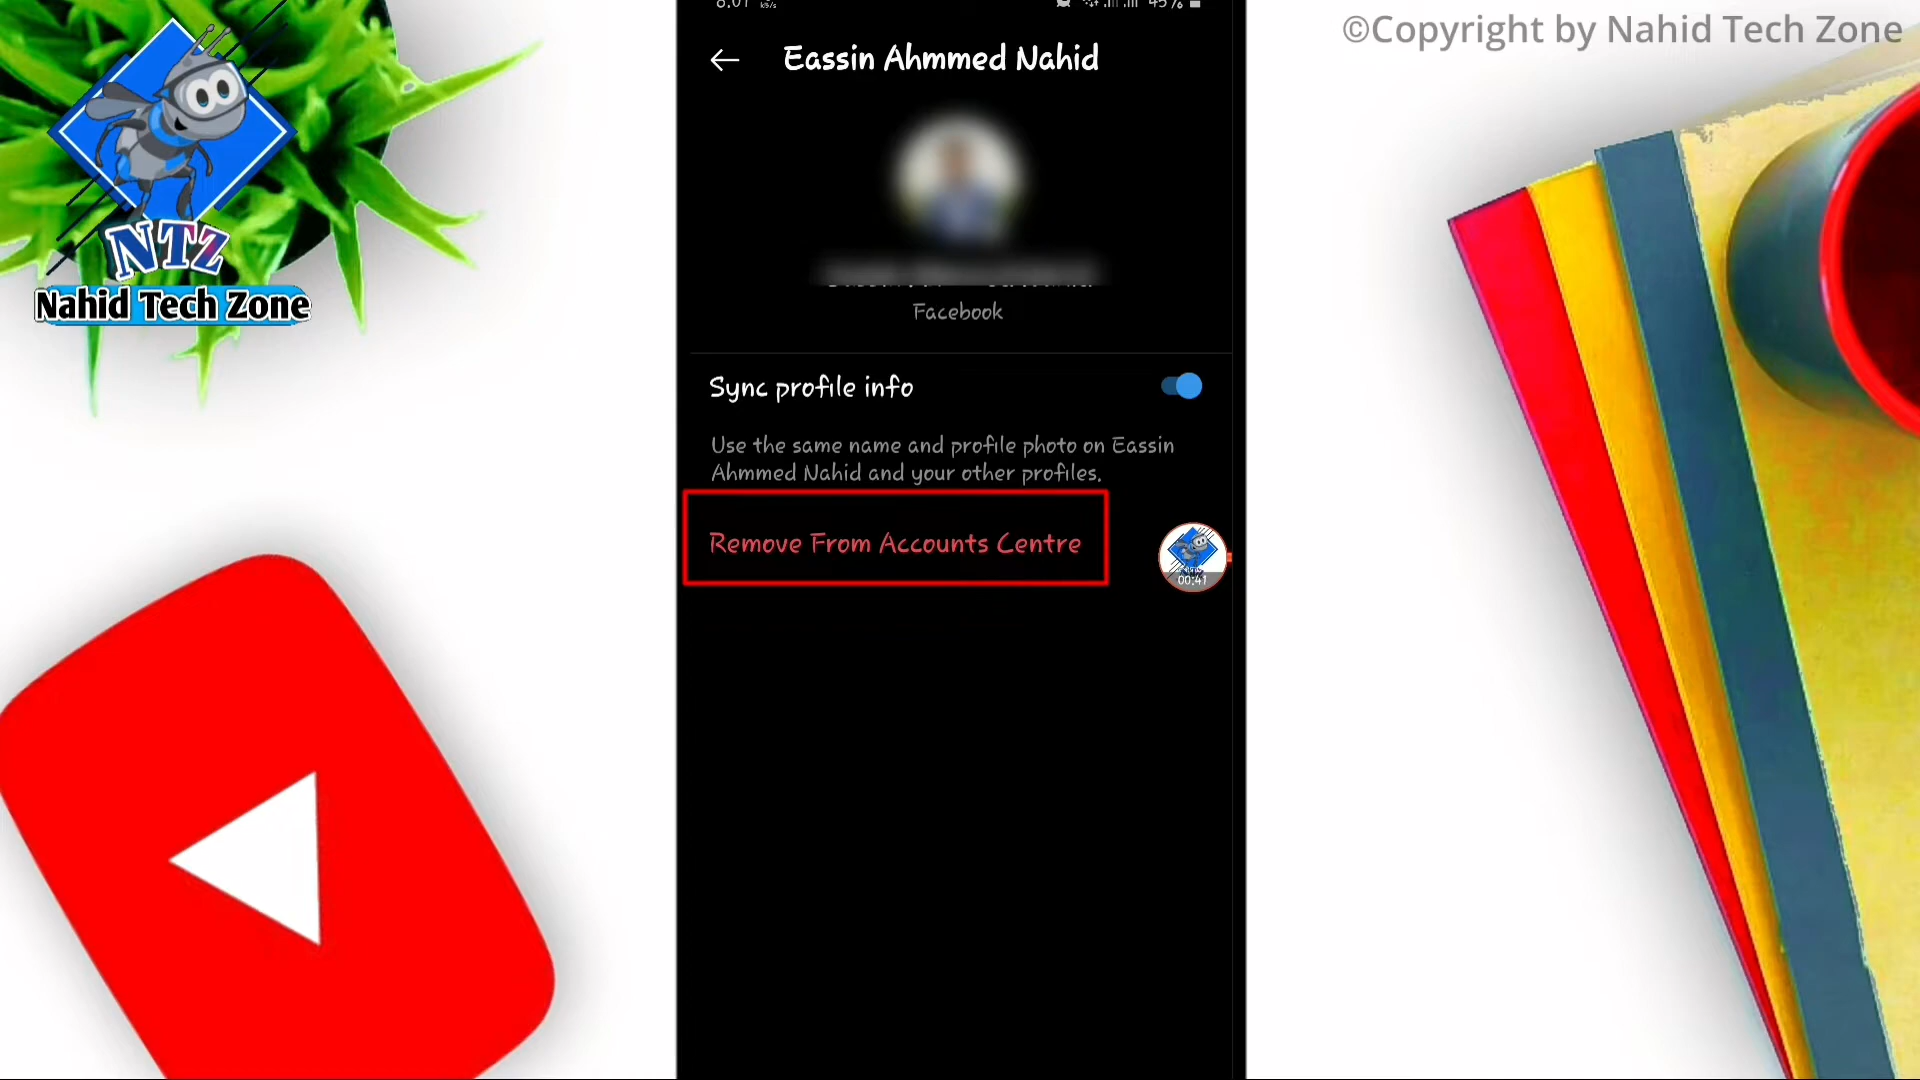 ©Copyright by Nahid Tech Zone
NTZ
Nahid Tech Zone
Eassin Ahmmed Nahid
Facebook
Sync profile info
Use the same name and profile photo on Eassin
Ahmmed Nahid and your other profiles.
Remove From Accounts Centre
00:41